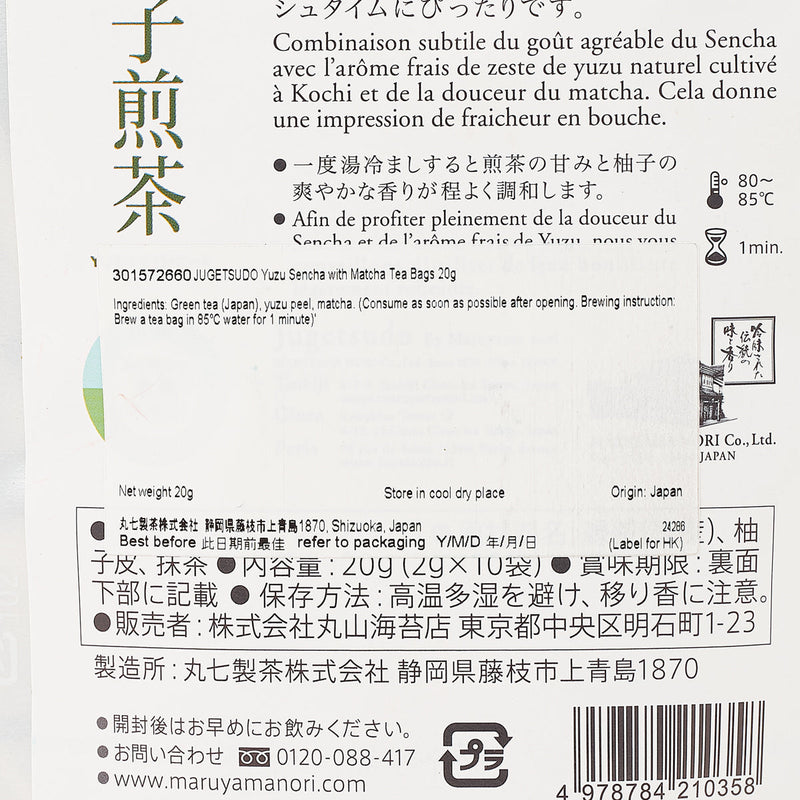 子煎茶
シュタイムにぴったりです。
Combinaison subtile du goût agréable du Sencha
avec l'arôme frais de zeste de yuzu naturel cultivé
à Kochi et de la douceur du matcha. Cela donne
une impression de fraicheur en bouche.
●一度湯冷ましすると煎茶の甘みと柚子の
爽やかな香りが程よく調和します。
● Afin de profiter pleinement de la douceur du
Sencha et de l'arôme frais de Yuzu, nous vous
80〜
85℃
1min.
301572660 JUGETSUDO Yuzu Sencha with Matcha Tea Bags 20g
Ingredients: Green tea (Japan), yuzu peel, matcha. (Consume as soon as possible after opening. Brewing instruction:
Brew a tea bag in 85℃ water for 1 minute)'
吟味された
伝統の
味と香り
ORI Co., Ltd.
JAPAN
Net weight 20g
Store in cool dry place
Origin: Japan
丸七製茶株式会社 静岡県藤枝市上青島1870, Shizuoka, Japan
24286
Best before 此日期前最佳 refer to packaging Y/M/D 年/月/日
(Label for HK)
)、柚
子皮、抹茶 ●内容量：20g (2g×10袋) ●賞味期限：裏面
下部に記載 ●保存方法：高温多湿を避け、移り香に注意。
●販売者：株式会社丸山海苔店 東京都中央区明石町1-23
製造所：丸七製茶株式会社 静岡県藤枝市上青島1870
●開封後はお早めにお飲みください。
●お問い合わせ 0120-088-417
●www.maruyamanori.com
プラ
4 978784 210358